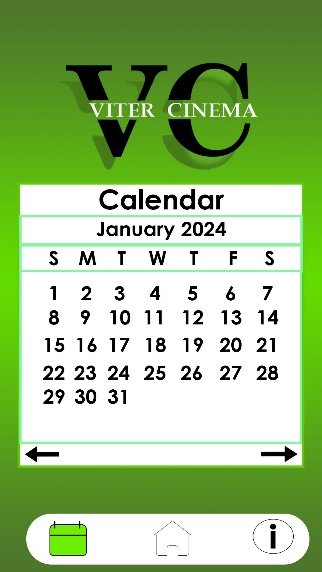 VC
VITER CINEMA
Calendar
January 2024
S M T W T F S
1 2 3 4 5 6 7
8 9 10 11 12 13 14
15 16 17 18 19 20 21
22 23 24 25 26 27 28
29 30 31
i